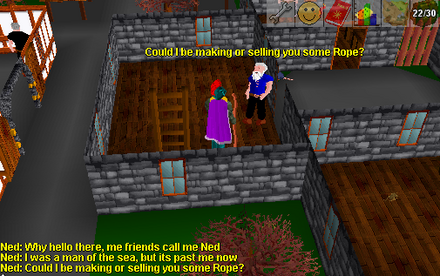 22/30
Could I be making or selling you some Rope?
Ned: Why hello there, me friends call me Ned
Ned: I was a man of the sea, but its past me now
Ned: Could I be making or selling you some Rope?